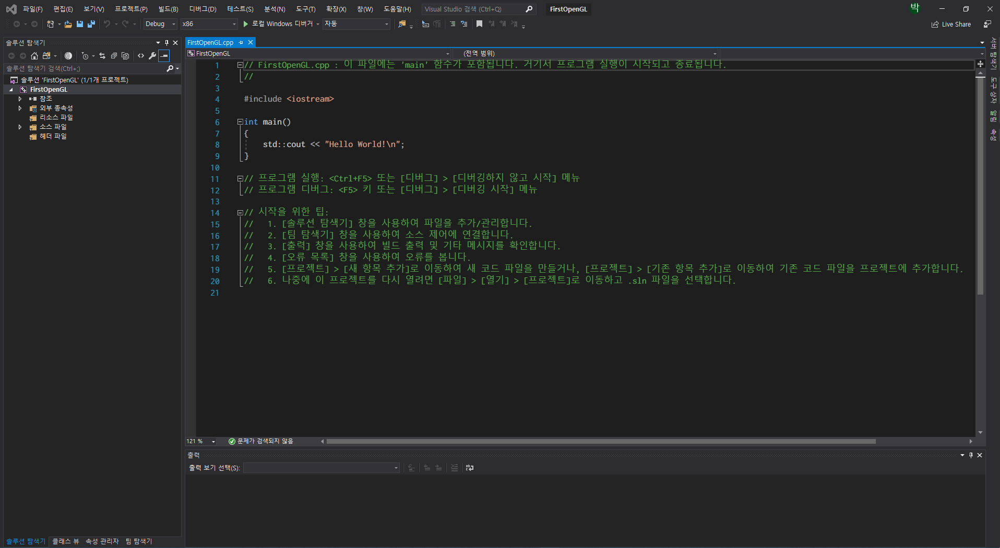 파일(F) 편집(E) 보기(V) 프로젝트(P) 빌드(B) 디버그(D) 테스트(S) 분석(N) 도구(T) 확장(X) 창(W) 도움말(H) Visual Studio 검색 (Ctrl+Q) FirstOpenGL 박
Debug x86 로컬 Windows 디버거 자동 Live Share
솔루션 탐색기
솔루션 탐색기 검색(Ctrl+;)
솔루션 'FirstOpenGL' (1/1개 프로젝트)
FirstOpenGL
참조
외부 종속성
리소스 파일
소스 파일
헤더 파일
솔루션 탐색기 클래스 뷰 속성 관리자 팀 탐색기
FirstOpenGL.cpp
FirstOpenGL (전역 범위)
1 // FirstOpenGL.cpp : 이 파일에는 'main' 함수가 포함됩니다. 거기서 프로그램 실행이 시작되고 종료됩니다.
2 //
3
4 #include <iostream>
5
6 int main()
7 {
8 std::cout << "Hello World!\n";
9 }
10
11 // 프로그램 실행: <Ctrl+F5> 또는 [디버그] > [디버깅하지 않고 시작] 메뉴
12 // 프로그램 디버그: <F5> 키 또는 [디버그] > [디버깅 시작] 메뉴
13
14 // 시작을 위한 팁:
15 // 1. [솔루션 탐색기] 창을 사용하여 파일을 추가/관리합니다.
16 // 2. [팀 탐색기] 창을 사용하여 소스 제어에 연결합니다.
17 // 3. [출력] 창을 사용하여 빌드 출력 및 기타 메시지를 확인합니다.
18 // 4. [오류 목록] 창을 사용하여 오류를 봅니다.
19 // 5. [프로젝트] > [새 항목 추가]로 이동하여 새 코드 파일을 만들거나, [프로젝트] > [기존 항목 추가]로 이동하여 기존 코드 파일을 프로젝트에 추가합니다.
20 // 6. 나중에 이 프로젝트를 다시 열려면 [파일] > [열기] > [프로젝트]로 이동하고 .sln 파일을 선택합니다.
21
121 % 문제가 검색되지 않음
출력
출력 보기 선택(S):
서버 탐색기
도구 상자
알림
속성